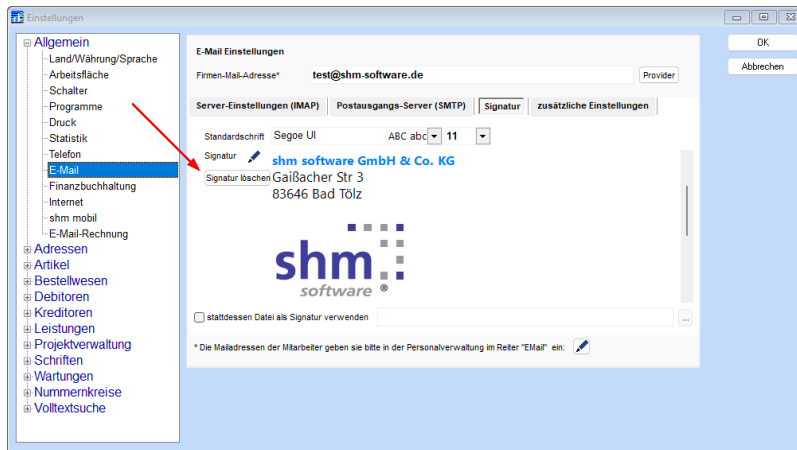 Einstellungen
Allgemein
Land/Währung/Sprache
Arbeitsfläche
Schalter
Programme
Druck
Statistik
Telefon
E-Mail
Finanzbuchhaltung
Internet
shm mobil
E-Mail-Rechnung
Adressen
Artikel
Bestellwesen
Debitoren
Kreditoren
Leistungen
Projektverwaltung
Schriften
Wartungen
Nummernkreise
Volltextsuche
E-Mail Einstellungen
Firmen-Mail-Adresse* test@shm-software.de Provider
Server-Einstellungen (IMAP) Postausgangs-Server (SMTP) Signatur zusätzliche Einstellungen
Standardschrift Segoe UI ABC abc 11
Signatur
Signatur löschen
shm software GmbH & Co. KG
Gaißacher Str 3
83646 Bad Tölz
shm
software ®
stattdessen Datei als Signatur verwenden ...
* Die Mailadressen der Mitarbeiter geben sie bitte in der Personalverwaltung im Reiter "EMail" ein:
OK
Abbrechen